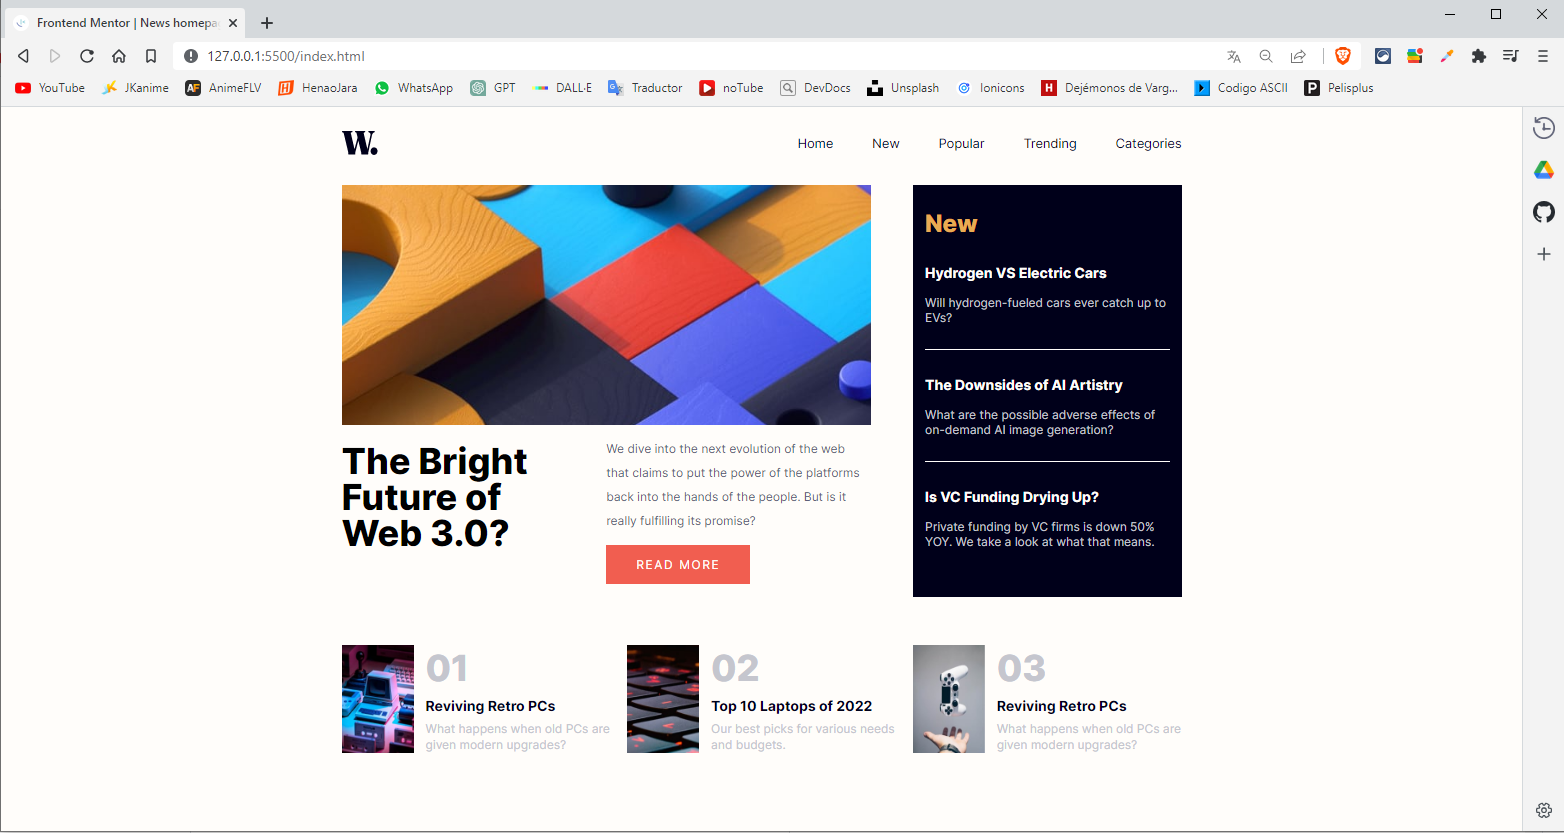 Frontend Mentor | News homepa
127.0.0.1:5500/index.html
YouTube JKanime AnimeFLV HenaoJara WhatsApp GPT DALL·E Traductor noTube DevDocs Unsplash Ionicons Dejémonos de Varg... Codigo ASCII Pelisplus
W. Home New Popular Trending Categories
New
Hydrogen VS Electric Cars
Will hydrogen-fueled cars ever catch up to
EVs?
The Downsides of AI Artistry
What are the possible adverse effects of
on-demand AI image generation?
Is VC Funding Drying Up?
Private funding by VC firms is down 50%
YOY. We take a look at what that means.
The Bright
Future of
Web 3.0?
We dive into the next evolution of the web
that claims to put the power of the platforms
back into the hands of the people. But is it
really fulfilling its promise?
READ MORE
01
Reviving Retro PCs
What happens when old PCs are
given modern upgrades?
02
Top 10 Laptops of 2022
Our best picks for various needs
and budgets.
03
Reviving Retro PCs
What happens when old PCs are
given modern upgrades?